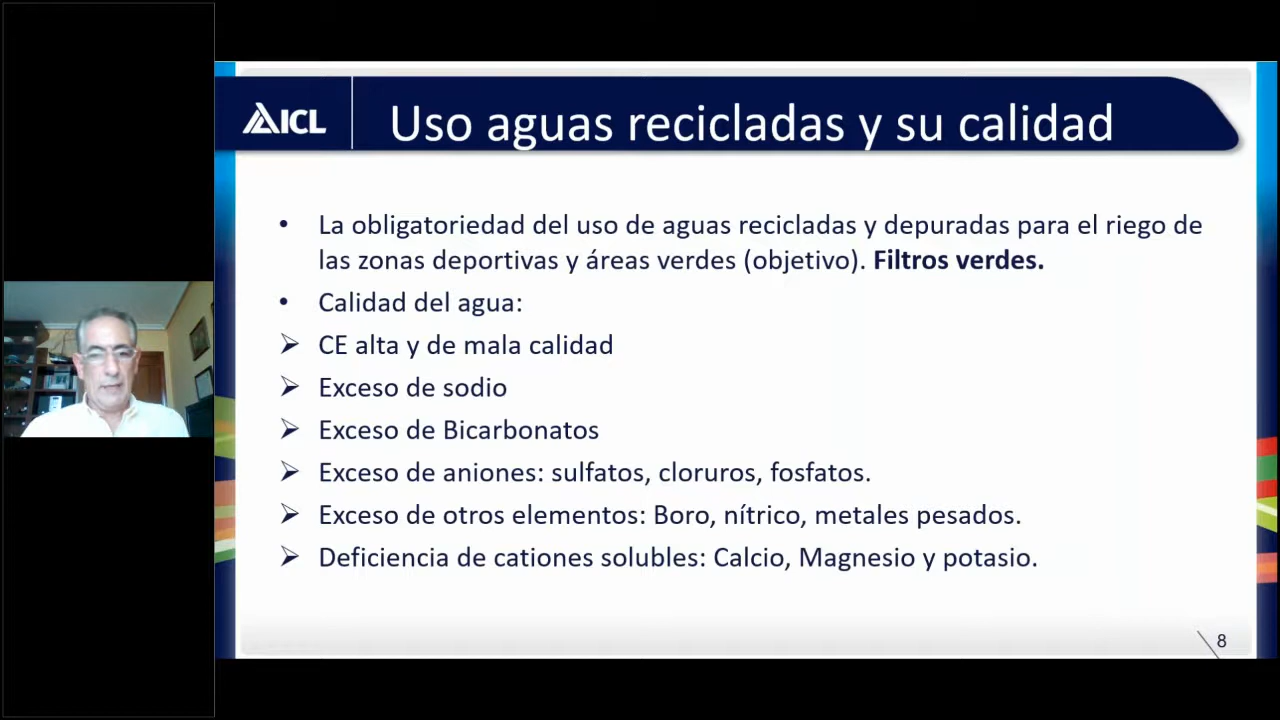 ICL
Uso aguas recicladas y su calidad
• La obligatoriedad del uso de aguas recicladas y depuradas para el riego de
las zonas deportivas y áreas verdes (objetivo). Filtros verdes.
• Calidad del agua:
➢ CE alta y de mala calidad
➢ Exceso de sodio
➢ Exceso de Bicarbonatos
➢ Exceso de aniones: sulfatos, cloruros, fosfatos.
➢ Exceso de otros elementos: Boro, nítrico, metales pesados.
➢ Deficiencia de cationes solubles: Calcio, Magnesio y potasio.
8